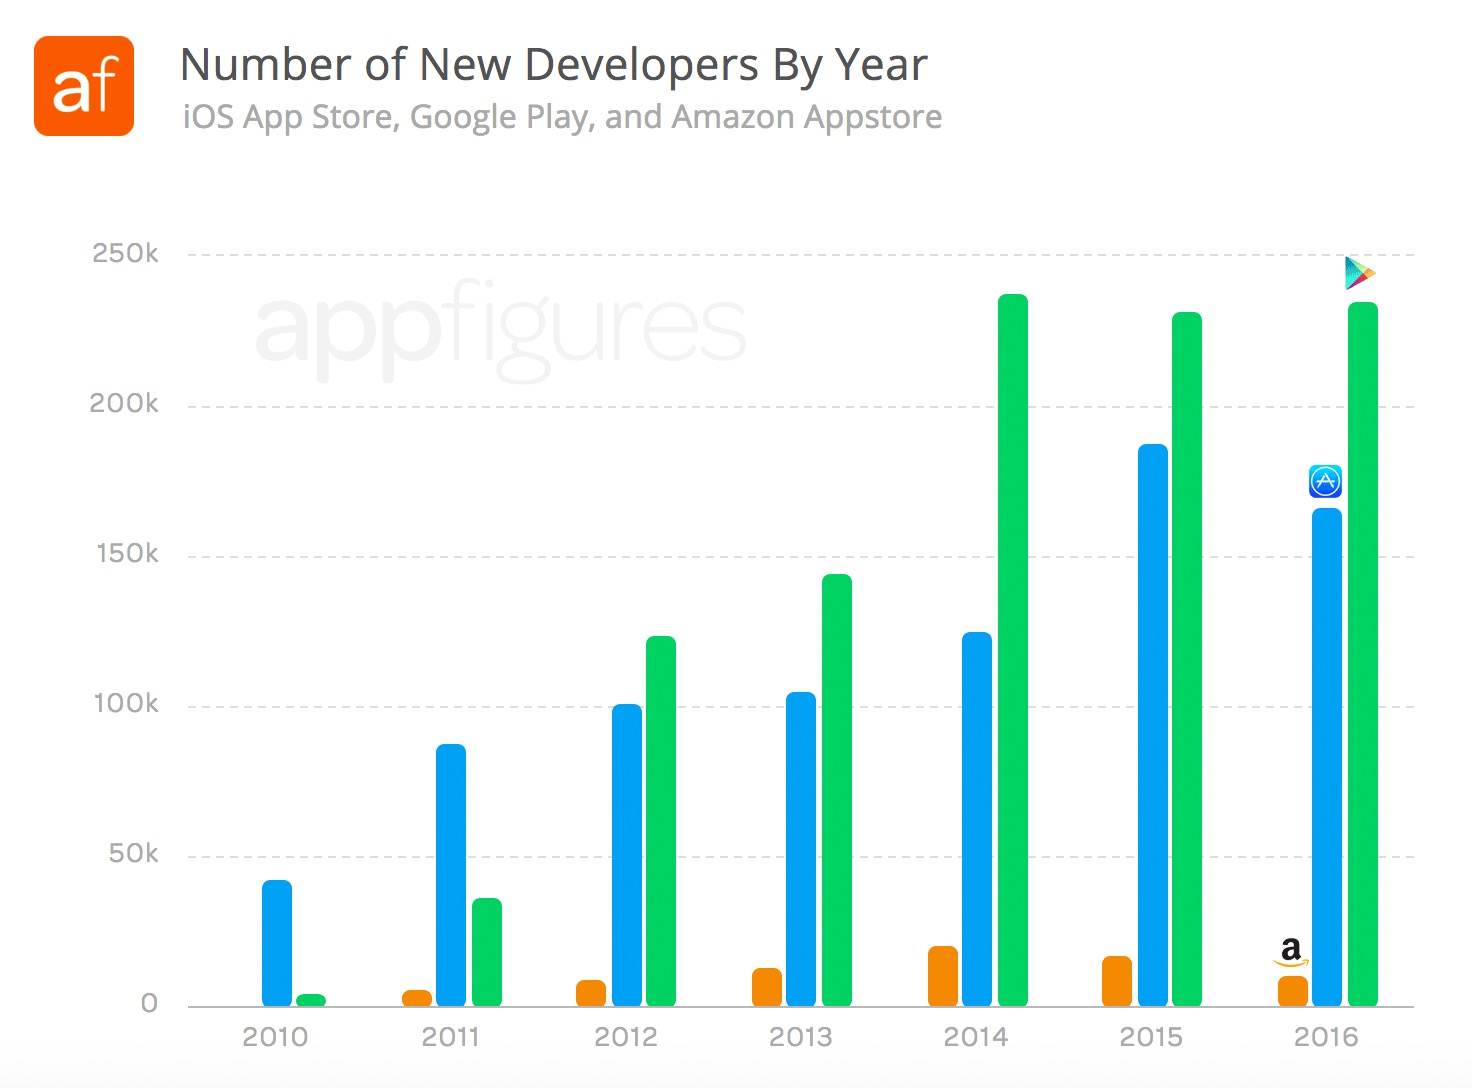 af
Number of New Developers By Year
iOS App Store, Google Play, and Amazon Appstore
250k
appfigures
200k
150k
100k
50k
a
0
2010 2011 2012 2013 2014 2015 2016